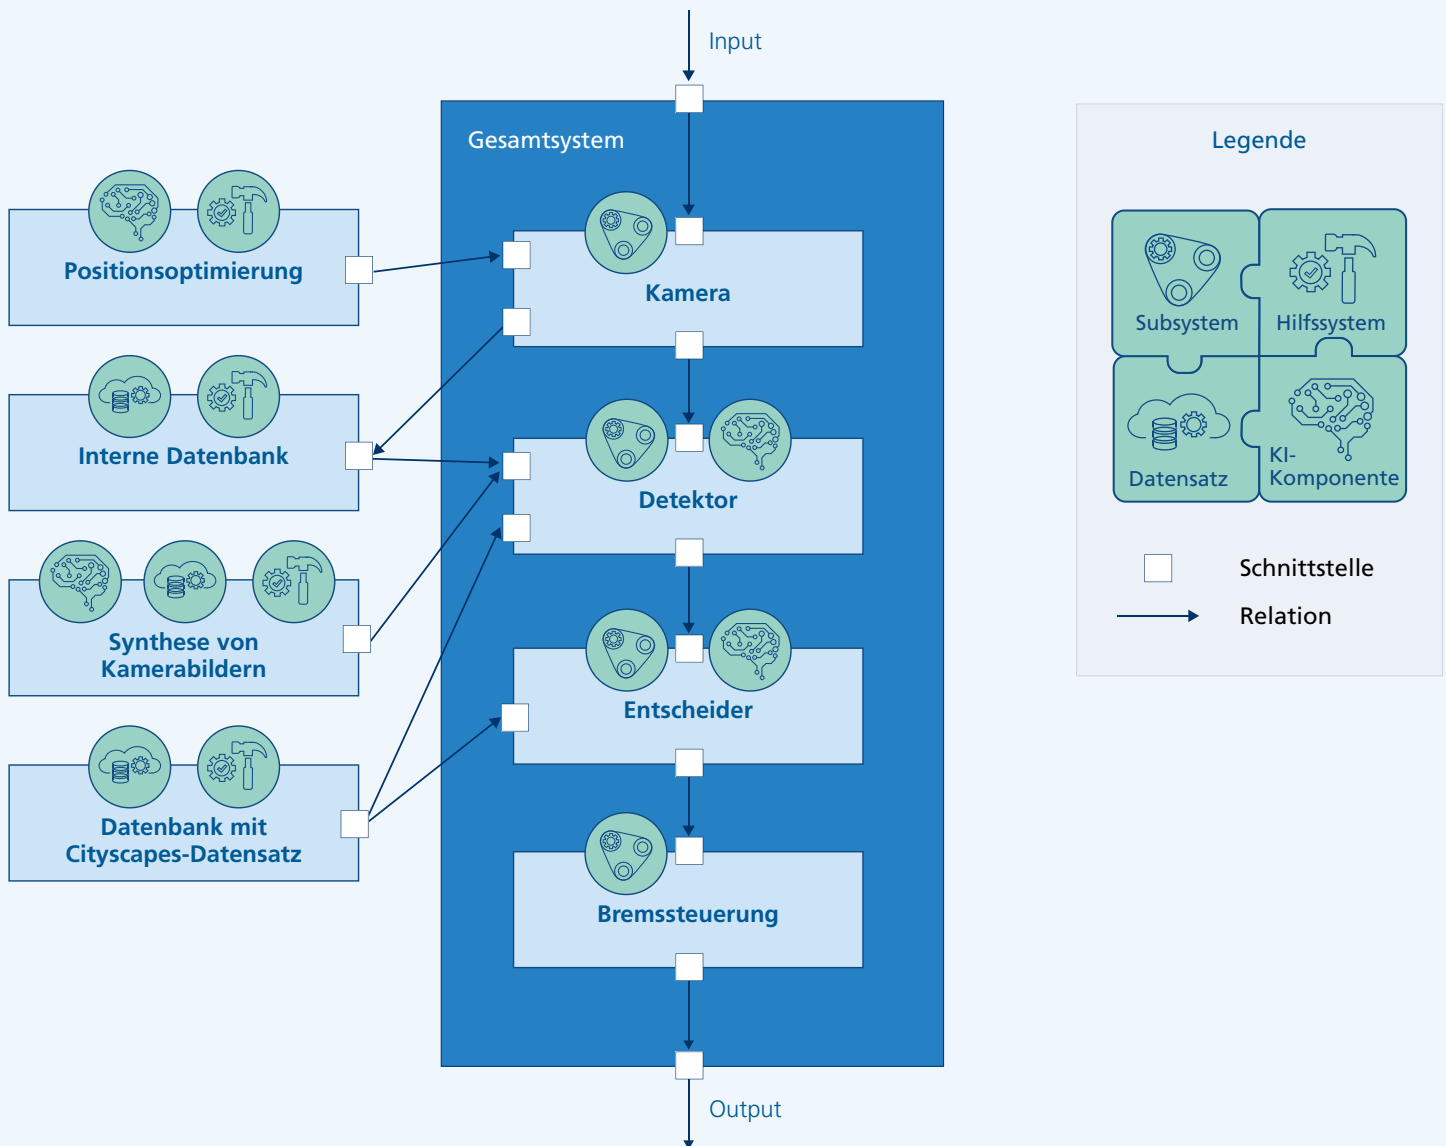 Input
Gesamtsystem
Positionsoptimierung
Interne Datenbank
Synthese von
Kamerabildern
Datenbank mit
Cityscapes-Datensatz
Kamera
Detektor
Entscheider
Bremssteuerung
Output
Legende
Subsystem
Hilfssystem
Datensatz
KI-
Komponente
Schnittstelle
Relation